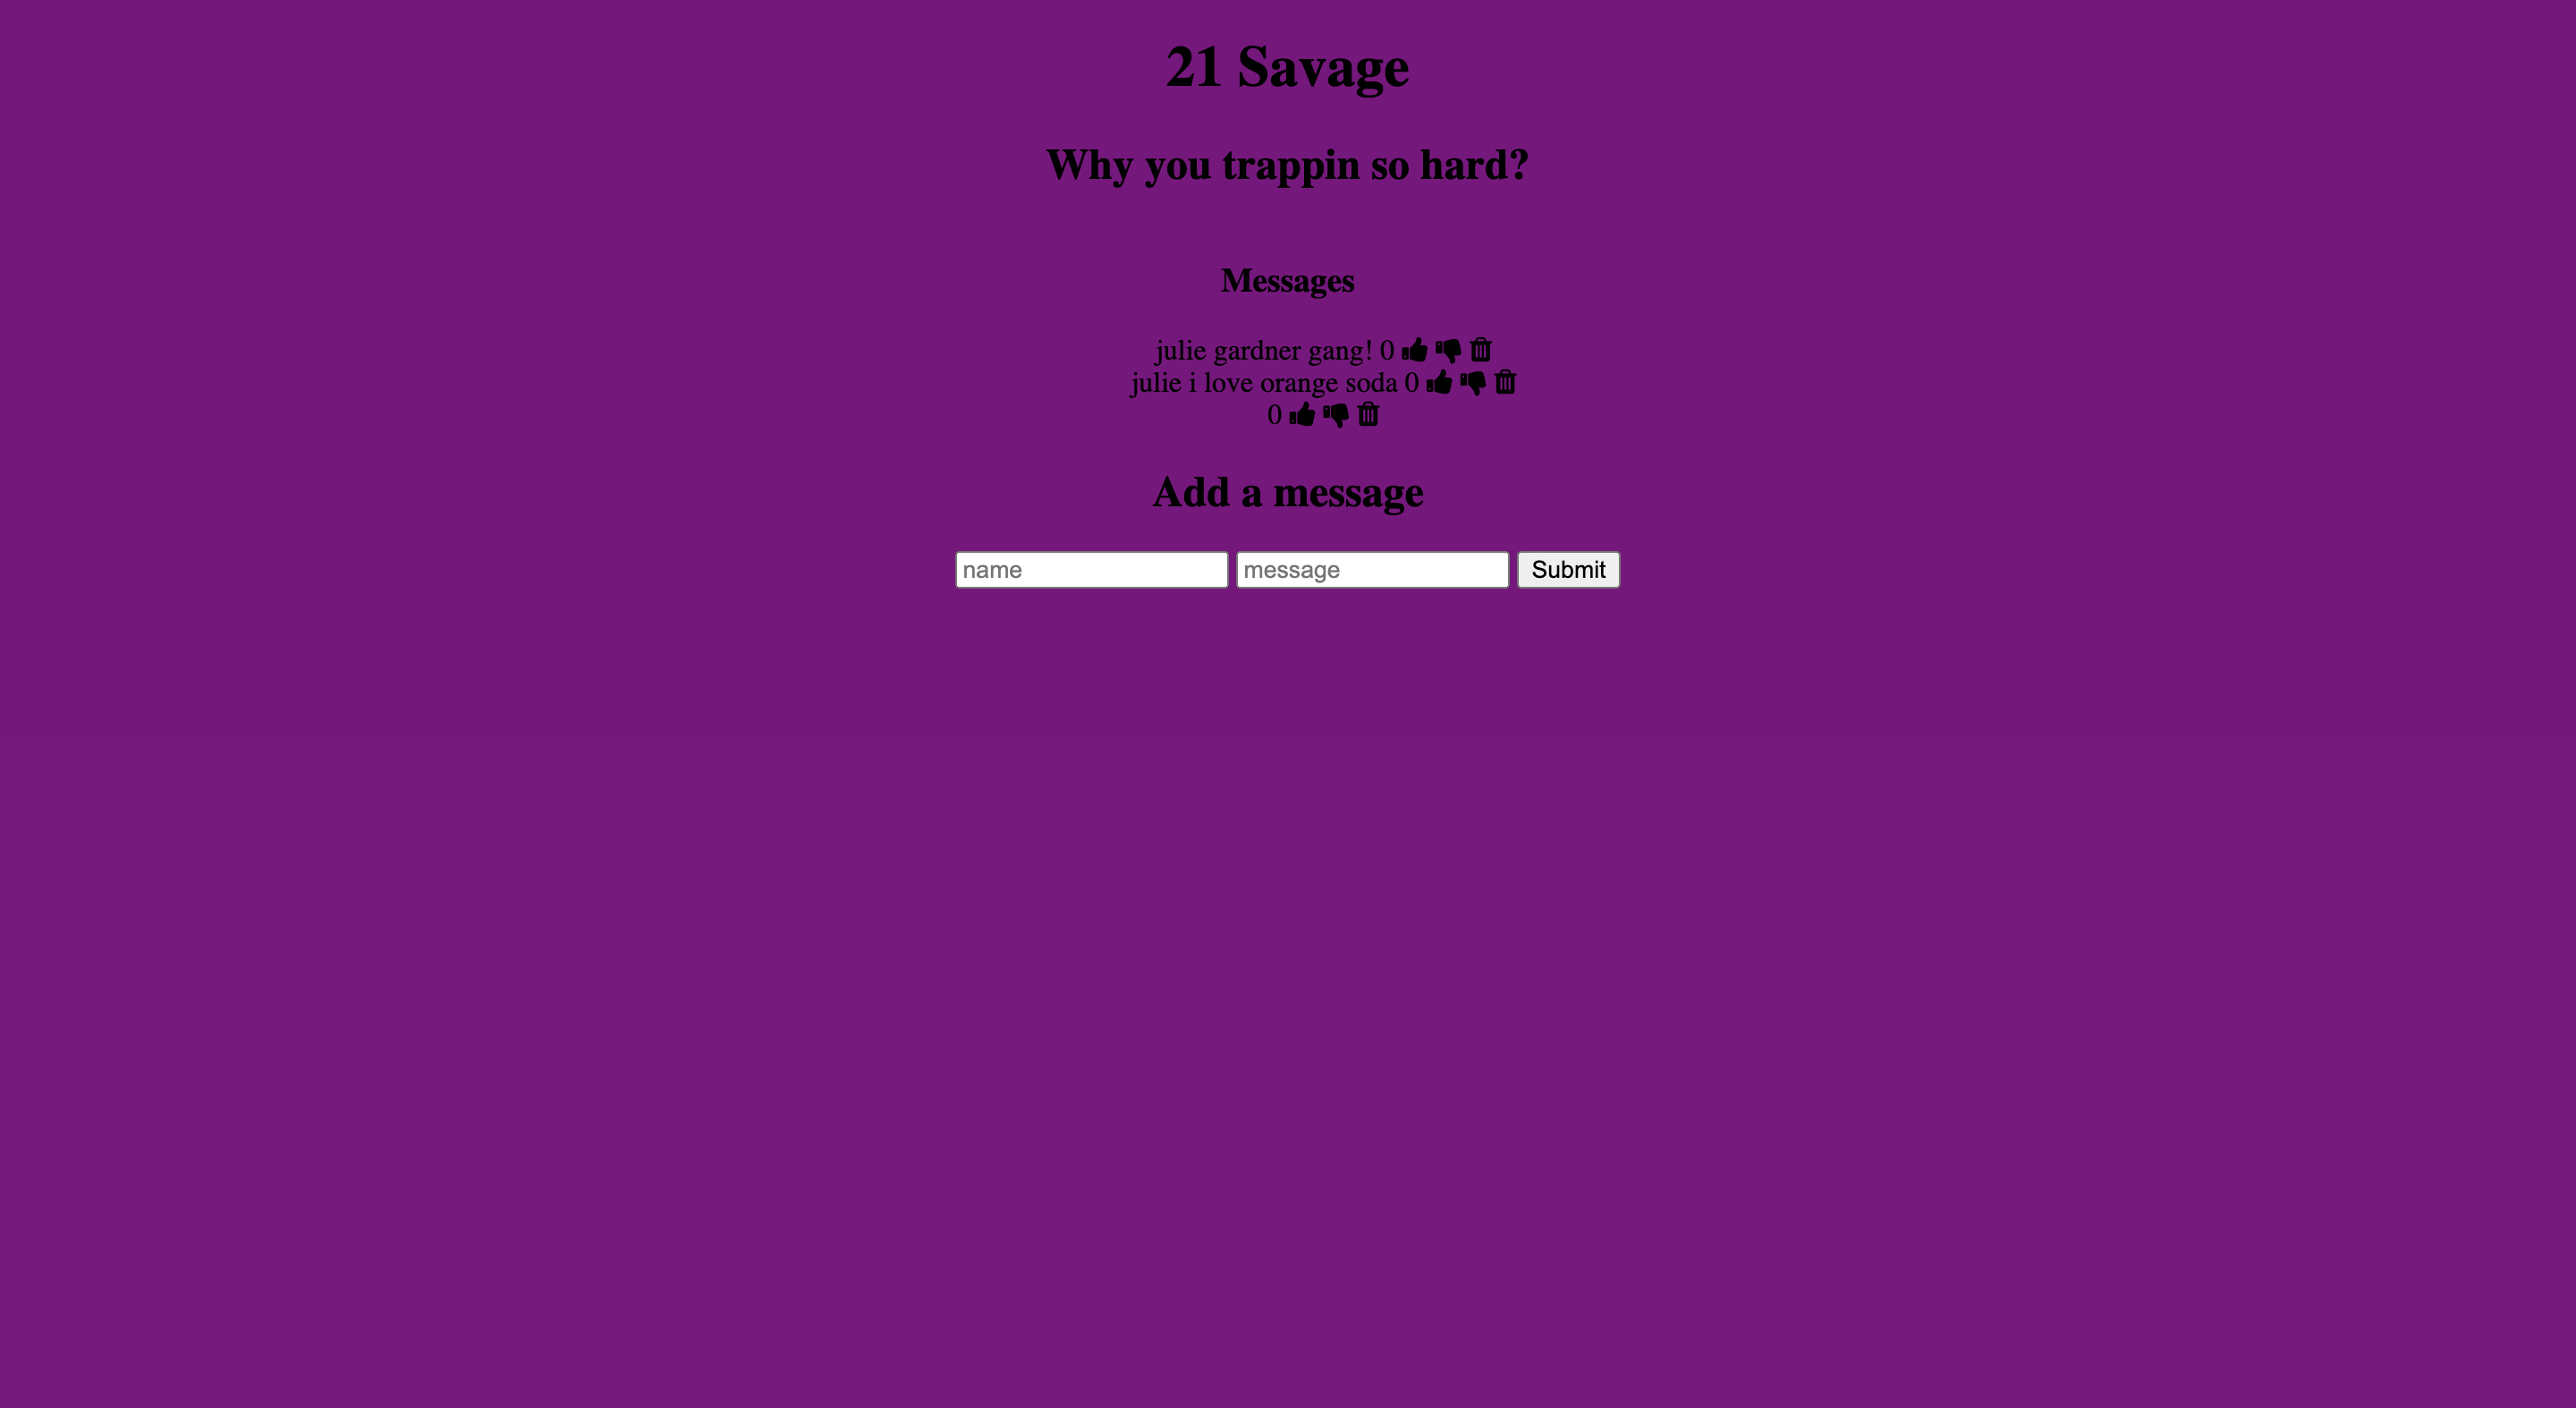 21 Savage
Why you trappin so hard?
Messages
julie gardner gang! 0
julie i love orange soda 0
0
Add a message
name message Submit